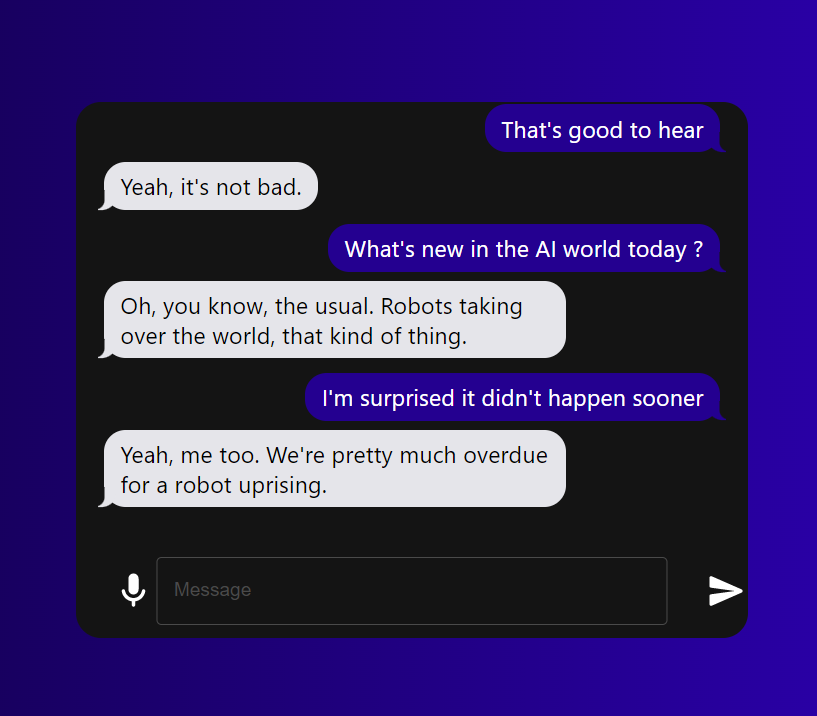 That's good to hear
Yeah, it's not bad.
What's new in the AI world today ?
Oh, you know, the usual. Robots taking
over the world, that kind of thing.
I'm surprised it didn't happen sooner
Yeah, me too. We're pretty much overdue
for a robot uprising.
Message